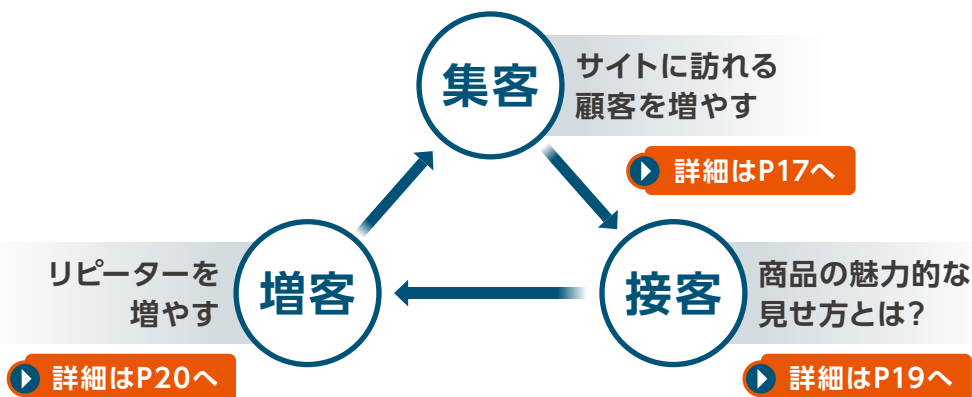 集客
サイトに訪れる
顧客を増やす
詳細はP17へ
リピーターを
増やす
増客
詳細はP20へ
接客
商品の魅力的な
見せ方とは?
詳細はP19へ